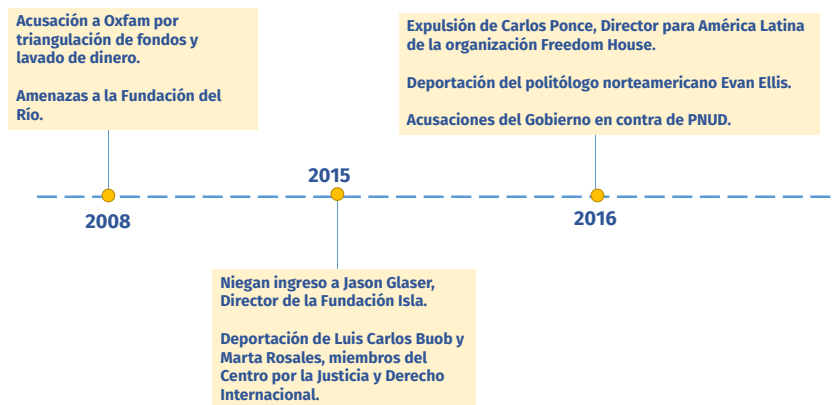 Acusación a Oxfam por
triangulación de fondos y
lavado de dinero.
Amenazas a la Fundación del
Río.
2008
2015
Niegan ingreso a Jason Glaser,
Director de la Fundación Isla.
Deportación de Luis Carlos Buob y
Marta Rosales, miembros del
Centro por la Justicia y Derecho
Internacional.
Expulsión de Carlos Ponce, Director para América Latina
de la organización Freedom House.
Deportación del politólogo norteamericano Evan Ellis.
Acusaciones del Gobierno en contra de PNUD.
2016